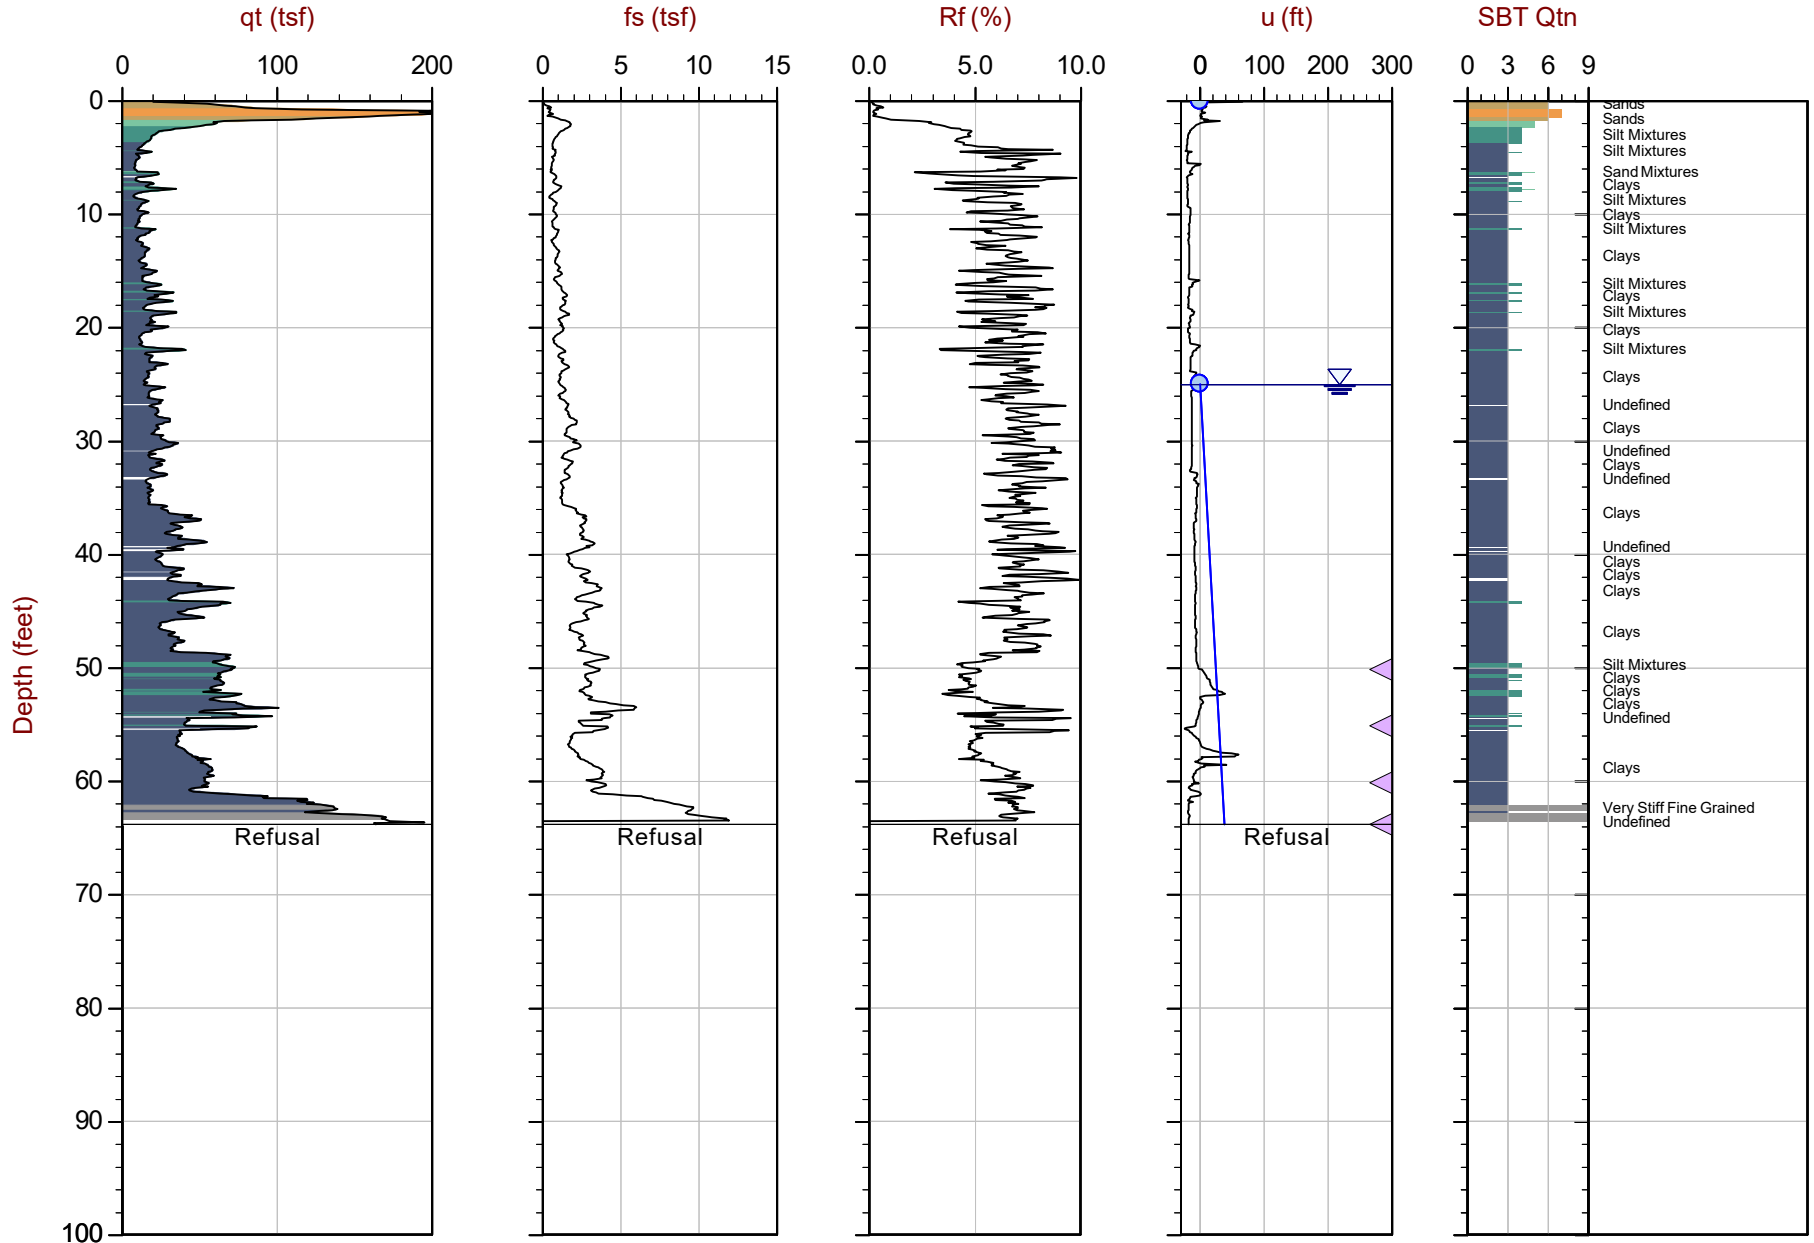 qt (tsf) fs (tsf) Rf (%) u (ft) SBT Qtn
0 100 200 0 5 10 15 0.0 5.0 10.0 0 100 200 300 0 3 6 9
Depth (feet)
0
10
20
30
40
50
60
70
80
90
100
Refusal Refusal Refusal Refusal
Sands
Sands
Silt Mixtures
Silt Mixtures
Sand Mixtures
Clays
Silt Mixtures
Clays
Silt Mixtures
Clays
Silt Mixtures
Clays
Silt Mixtures
Clays
Silt Mixtures
Clays
Undefined
Clays
Undefined
Clays
Undefined
Clays
Undefined
Clays
Clays
Clays
Clays
Silt Mixtures
Clays
Clays
Clays
Undefined
Clays
Very Stiff Fine Grained
Undefined